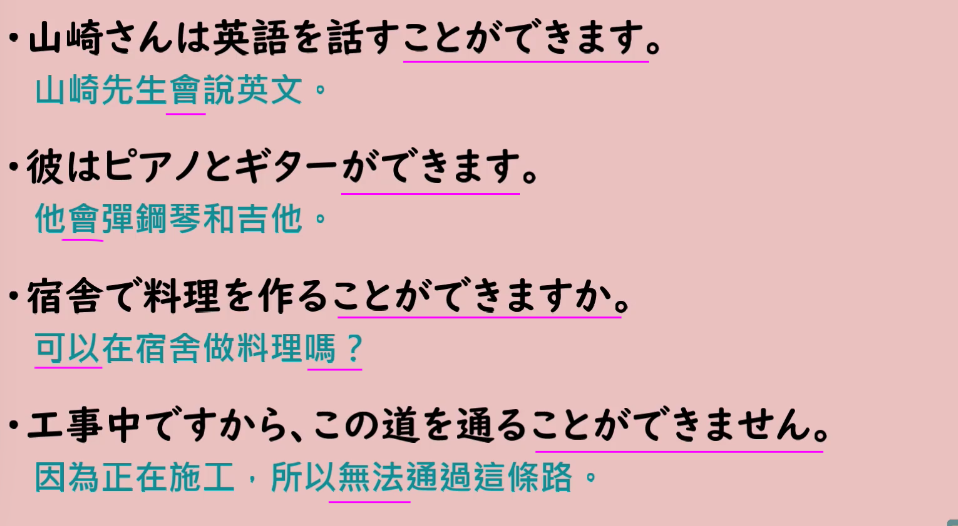 ・山崎さんは英語を話すことができます。
山崎先生會說英文。
・彼はピアノとギターができます。
他會彈鋼琴和吉他。
・宿舎で料理を作ることができますか。
可以在宿舍做料理嗎？
・工事中ですから、この道を通ることができません。
因為正在施工，所以無法通過這條路。